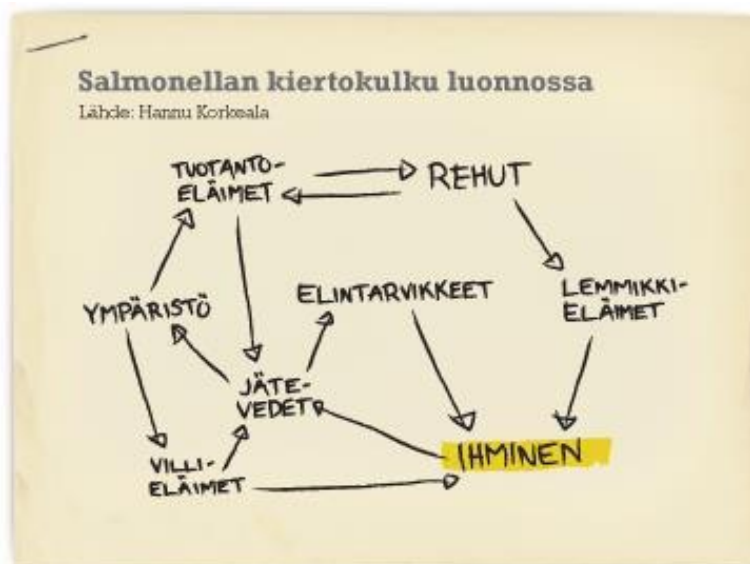 Salmonellan kiertokulku luonnossa
Lähde: Hannu Korkeala
TUOTANTO-
ELÄIMET
REHUT
YMPÄRISTÖ
ELINTARVIKKEET
LEMMIKKI-
ELÄIMET
JÄTE-
VEDET
IHMINEN
VILLI-
ELÄIMET